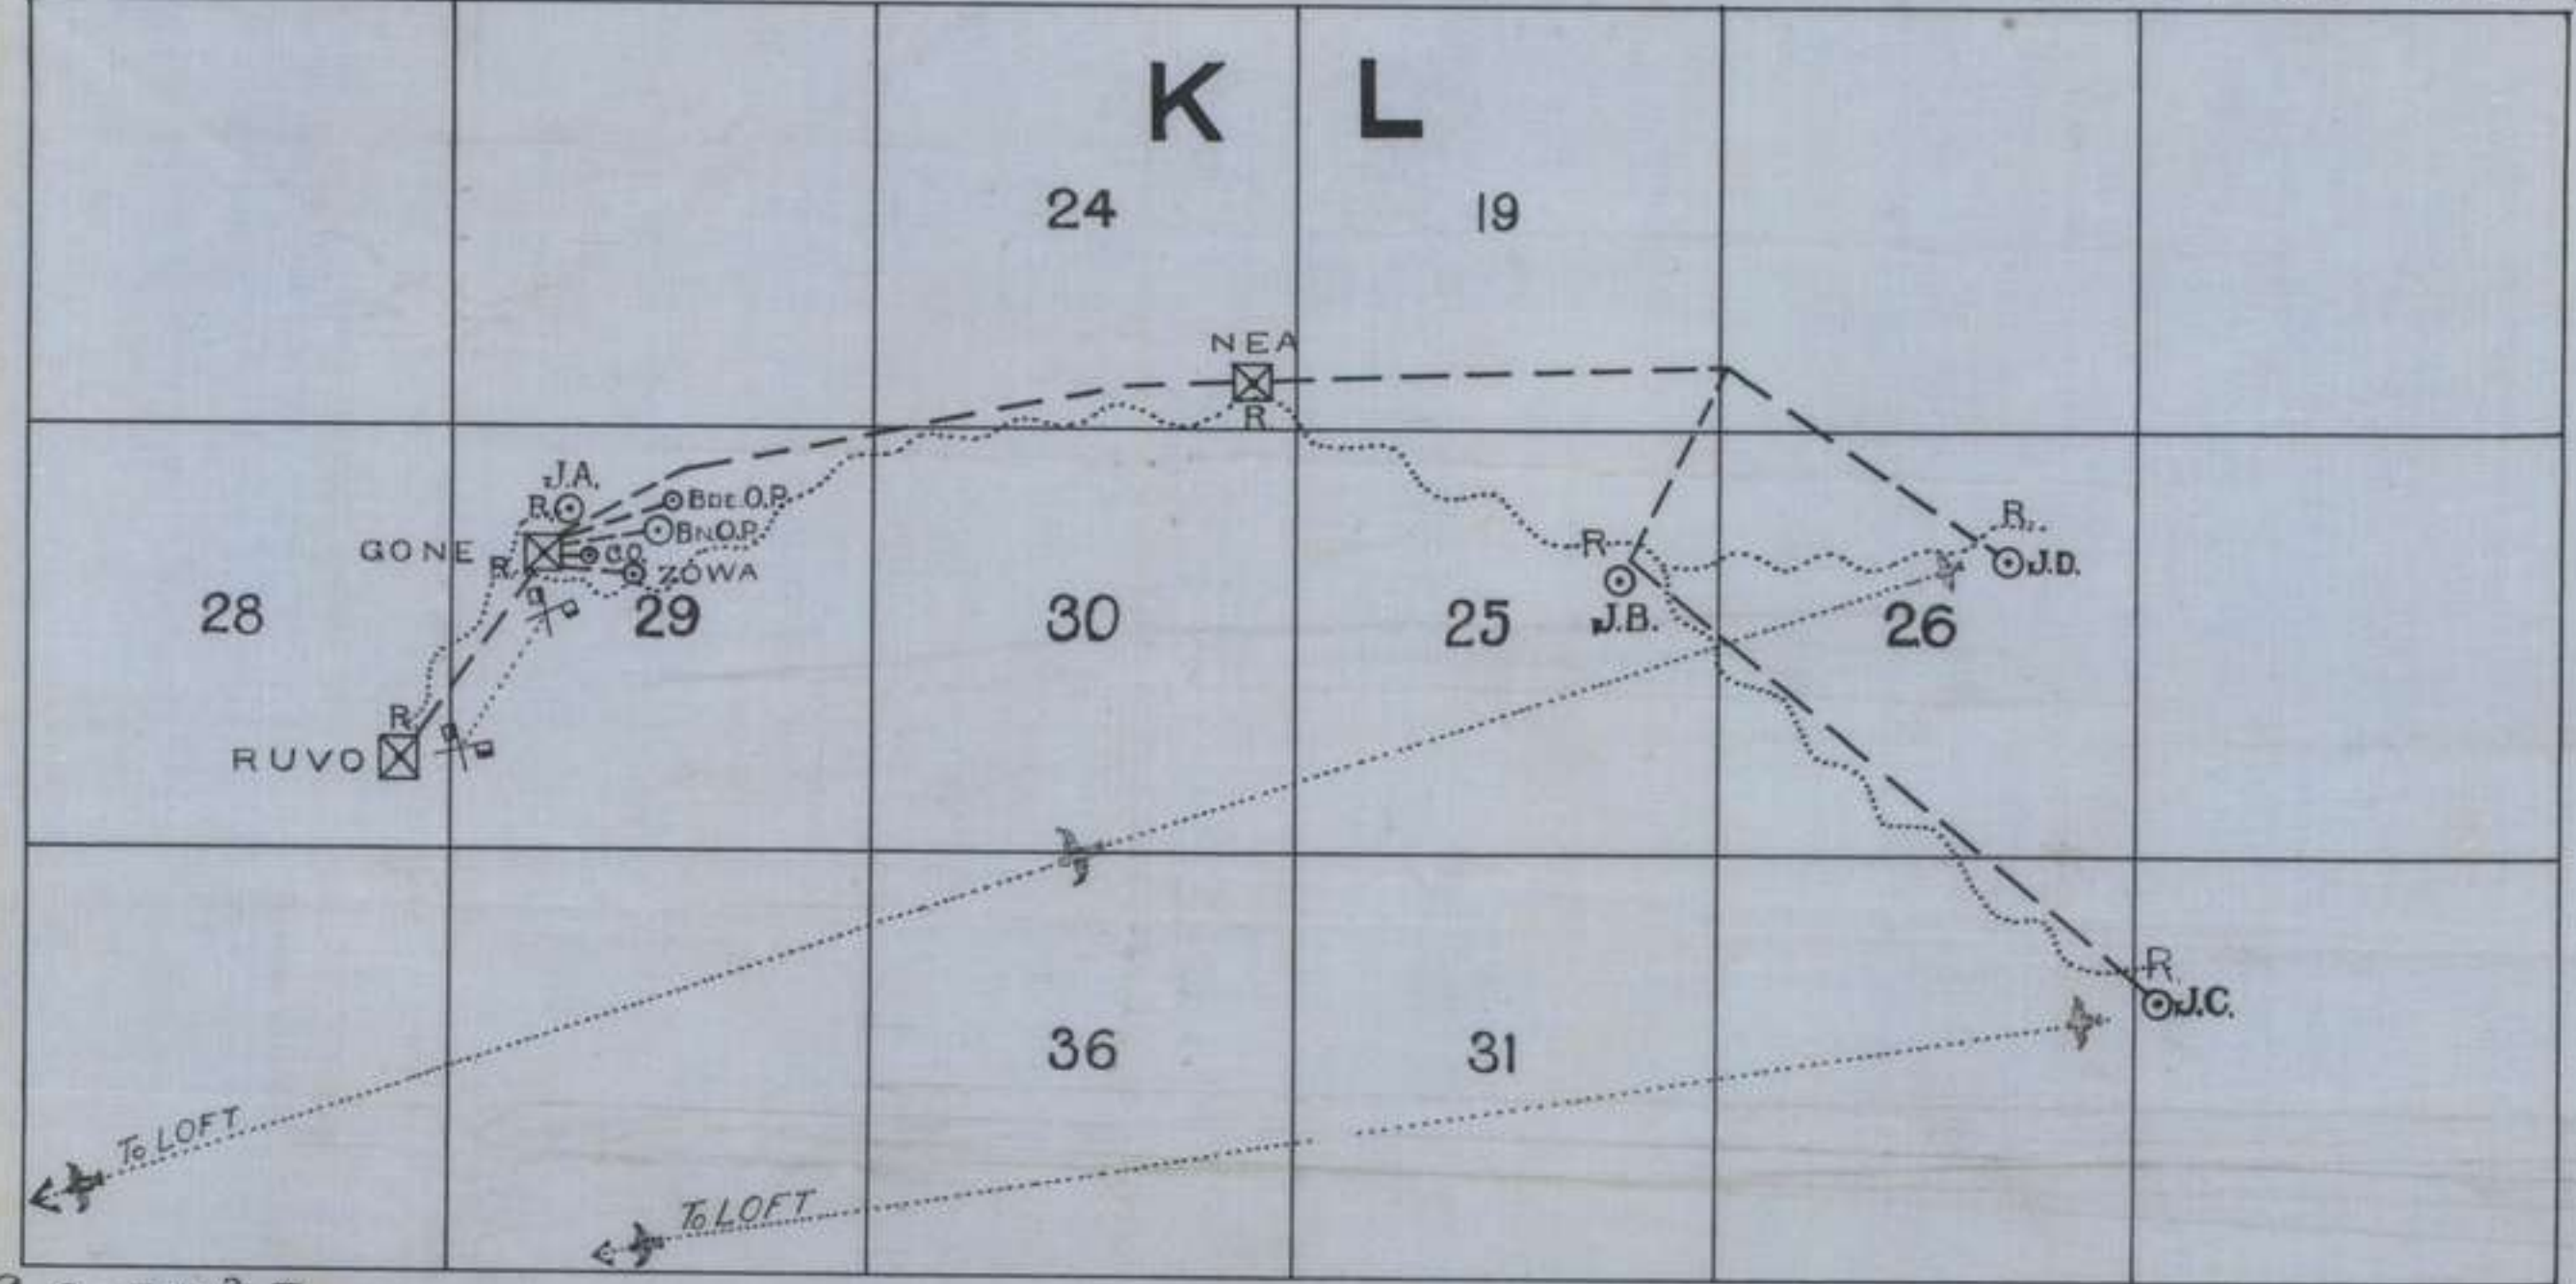 K L
24 19
NEA
R
J.A.
R.
BDE.O.P.
BN.O.P.
GONE
R
C.O.
ZOWA
R
R.
J.D.
J.B.
28 29 30 25 26
R
RUVO
R
J.C.
36 31
To LOFT
To LOFT